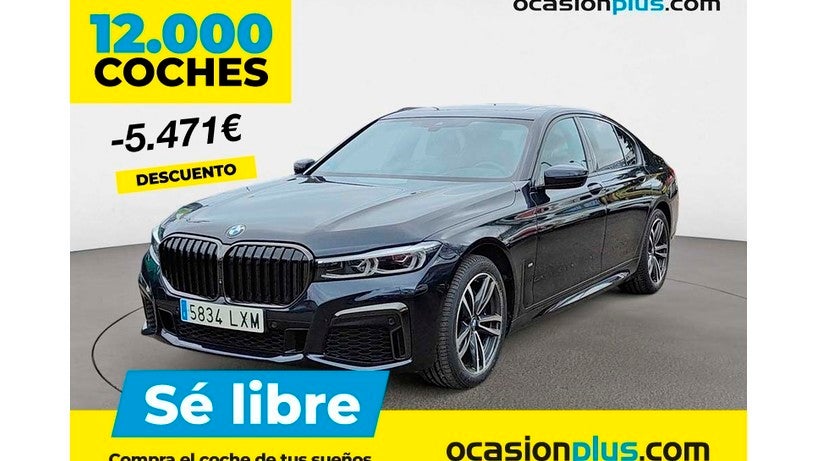 ocasionplus.com
12.000
COCHES
-5.471€
DESCUENTO
5834 LXM
Sé libre
Compra el coche de tus sueños
ocasionplus.com